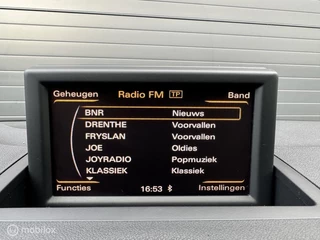 Geheugen Radio FM TP Band
BNR Nieuws
DRENTHE Voorvallen
FRYSLAN Voorvallen
JOE Oldies
JOYRADIO Popmuziek
KLASSIEK Klassiek
Functies 16:53 Instellingen
mobilox